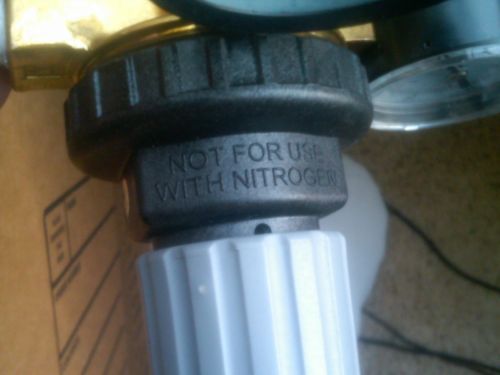 NOT FOR USE
WITH NITROGEN